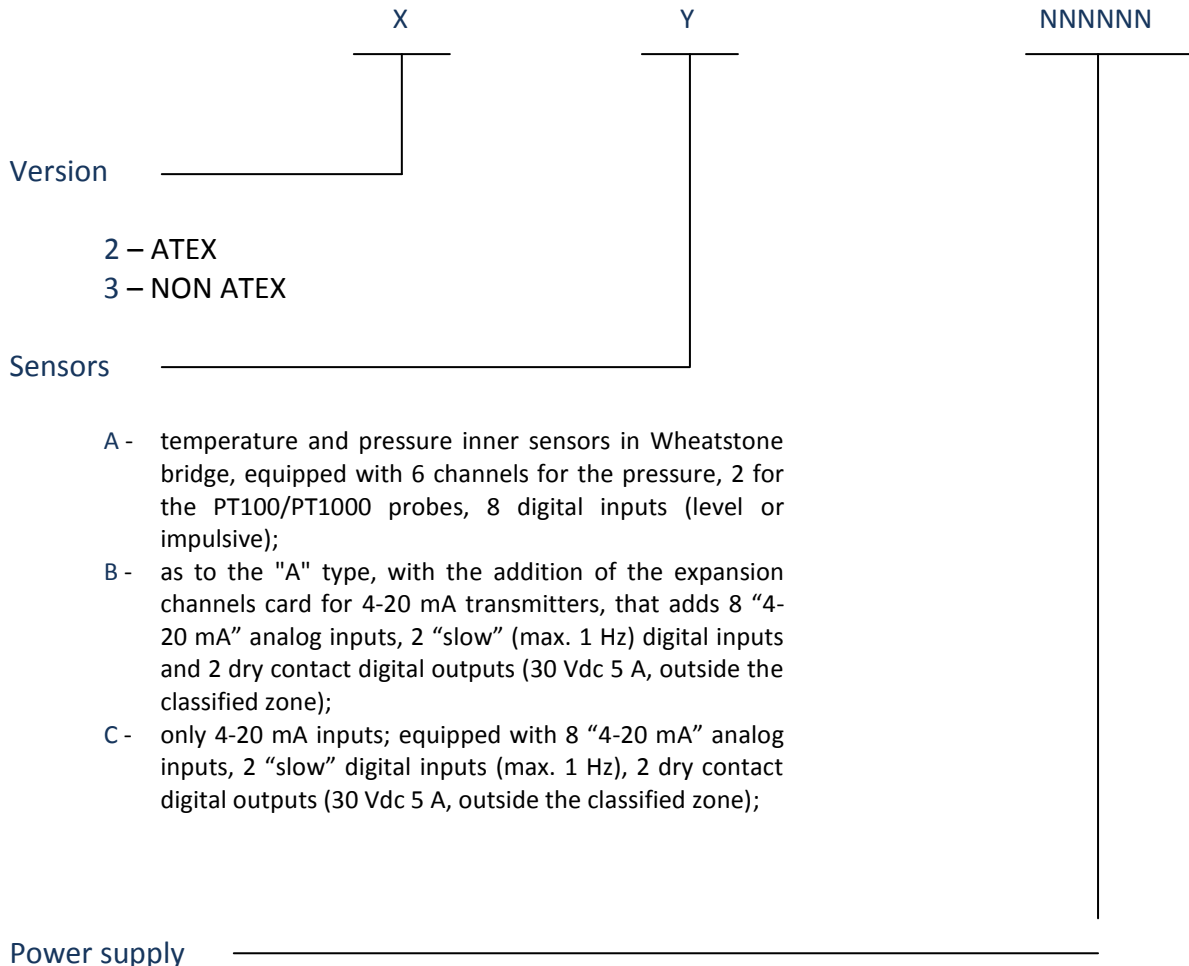 X Y NNNNNN
Version
2 – ATEX
3 – NON ATEX
Sensors
A - temperature and pressure inner sensors in Wheatstone
bridge, equipped with 6 channels for the pressure, 2 for
the PT100/PT1000 probes, 8 digital inputs (level or
impulsive);
B - as to the "A" type, with the addition of the expansion
channels card for 4-20 mA transmitters, that adds 8 “4-
20 mA” analog inputs, 2 “slow” (max. 1 Hz) digital inputs
and 2 dry contact digital outputs (30 Vdc 5 A, outside the
classified zone);
C - only 4-20 mA inputs; equipped with 8 “4-20 mA” analog
inputs, 2 “slow” digital inputs (max. 1 Hz), 2 dry contact
digital outputs (30 Vdc 5 A, outside the classified zone);
Power supply